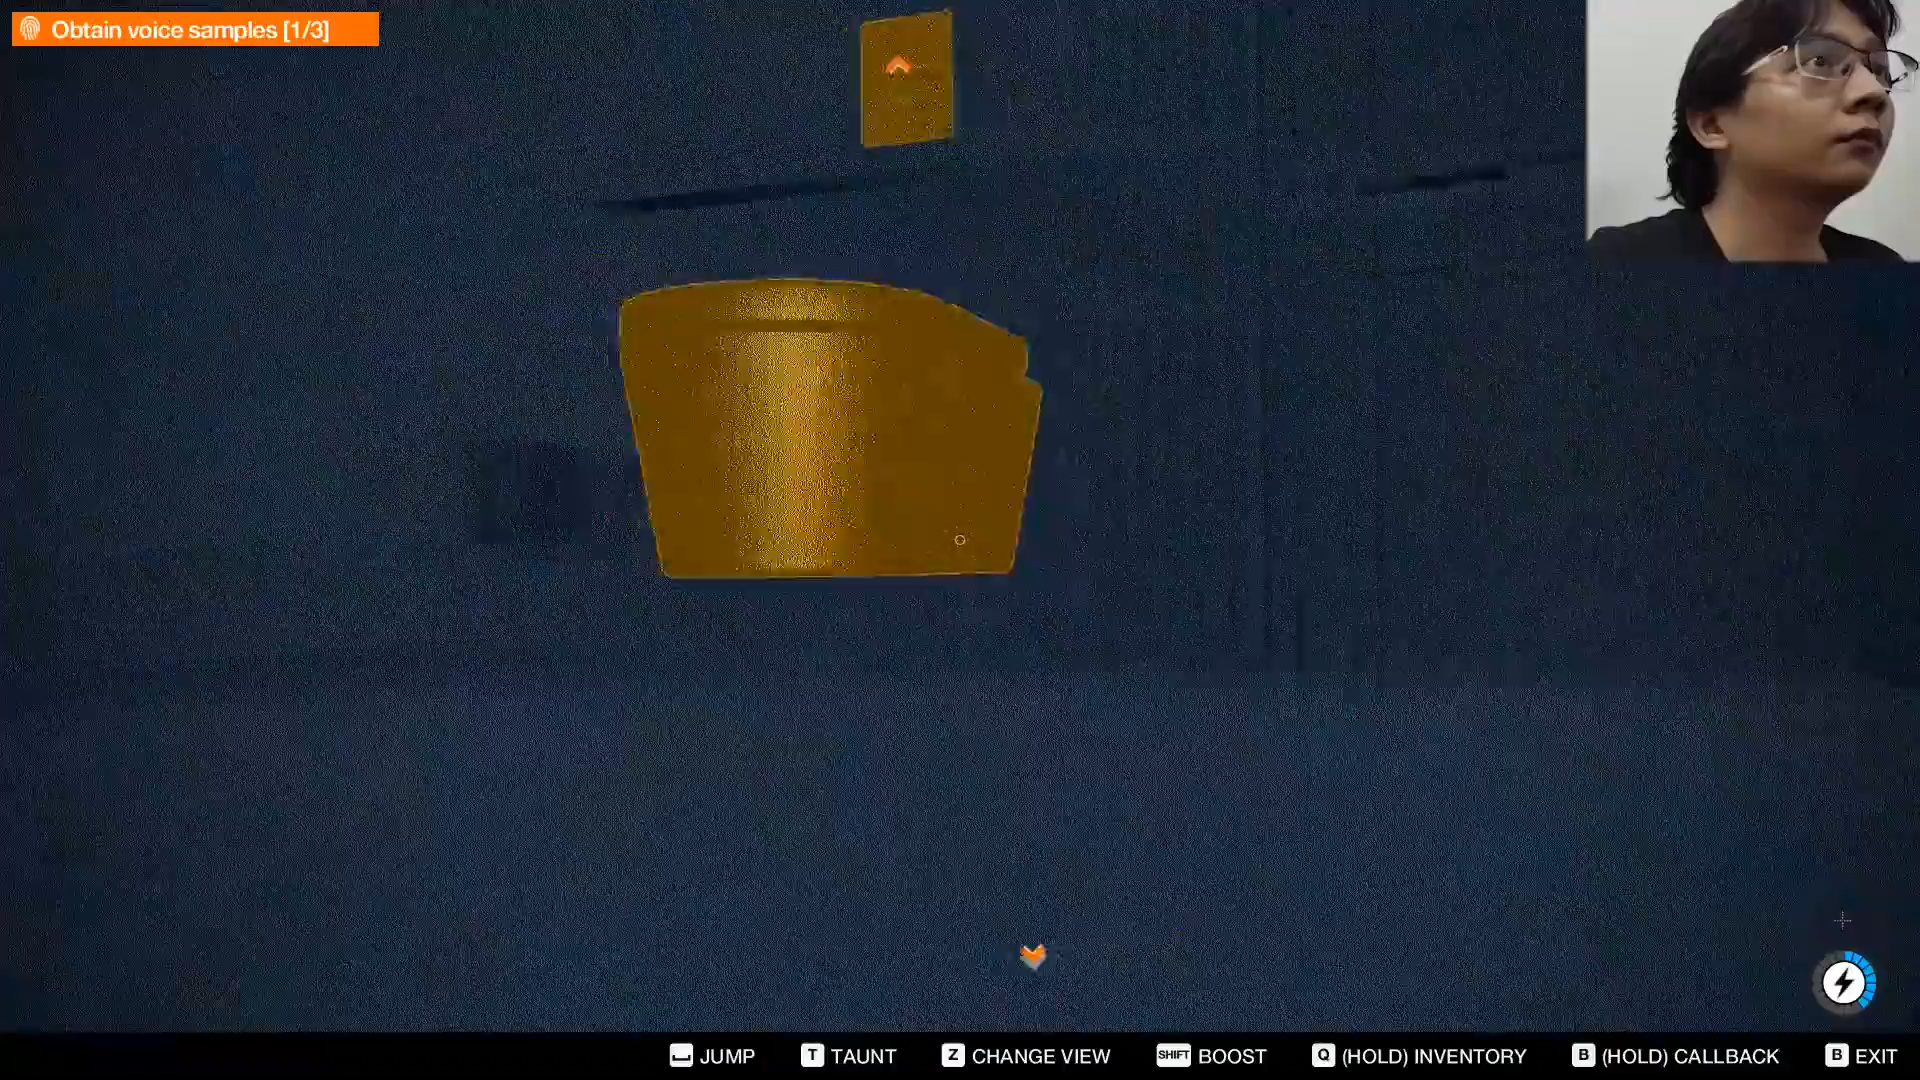 Obtain voice samples [1/3]
JUMP T TAUNT Z CHANGE VIEW SHIFT BOOST Q (HOLD) INVENTORY B (HOLD) CALLBACK B EXIT